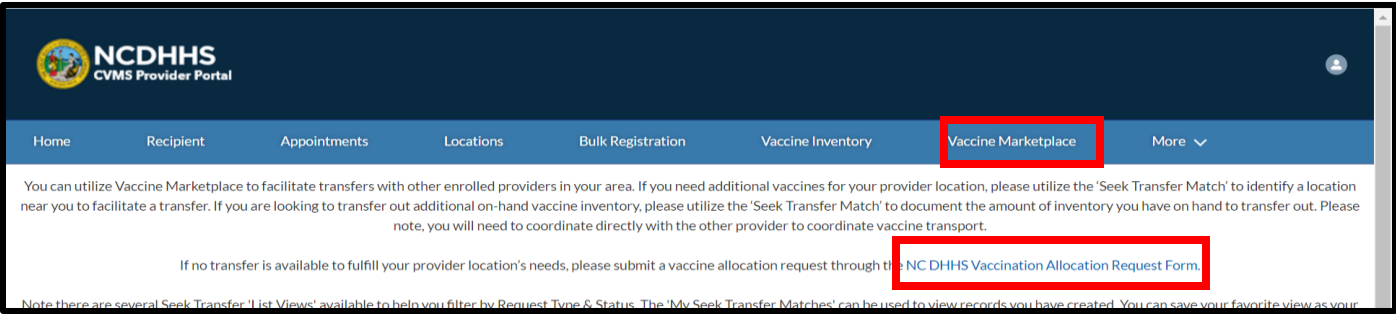 NCDHHS
CVMS Provider Portal
Home Recipient Appointments Locations Bulk Registration Vaccine Inventory Vaccine Marketplace More
You can utilize Vaccine Marketplace to facilitate transfers with other enrolled providers in your area. If you need additional vaccines for your provider location, please utilize the ‘Seek Transfer Match’ to identify a location
near you to facilitate a transfer. If you are looking to transfer out additional on-hand vaccine inventory, please utilize the ‘Seek Transfer Match’ to document the amount of inventory you have on hand to transfer out. Please
note, you will need to coordinate directly with the other provider to coordinate vaccine transport.
If no transfer is available to fulfill your provider location's needs, please submit a vaccine allocation request through the NC DHHS Vaccination Allocation Request Form.
Note there are several Seek Transfer 'List Views' available to help you filter by Request Type & Status. The 'My Seek Transfer Matches' can be used to view records you have created. You can save your favorite view as your